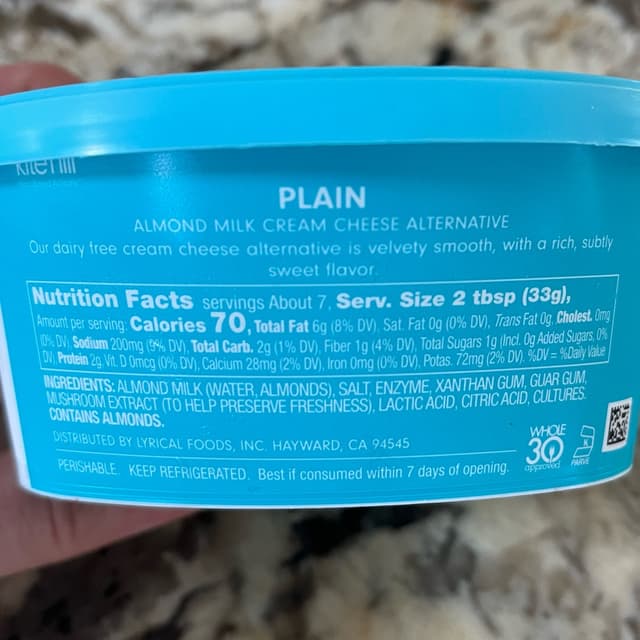 kite hill
PLAIN
ALMOND MILK CREAM CHEESE ALTERNATIVE
Our dairy free cream cheese alternative is velvety smooth, with a rich, subtly
sweet flavor.
Nutrition Facts servings About 7, Serv. Size 2 tbsp (33g),
Amount per serving: Calories 70, Total Fat 6g (8% DV), Sat. Fat 0g (0% DV), Trans Fat 0g, Cholest. 0mg
(0% DV), Sodium 200mg (9% DV), Total Carb. 2g (1% DV), Fiber 1g (4% DV), Total Sugars 1g (Incl. 0g Added Sugars, 0%
DV), Protein 2g, Vit. D 0mcg (0% DV), Calcium 28mg (2% DV), Iron 0mg (0% DV), Potas. 72mg (2% DV), %DV = %Daily Value
INGREDIENTS: ALMOND MILK (WATER, ALMONDS), SALT, ENZYME, XANTHAN GUM, GUAR GUM,
MUSHROOM EXTRACT (TO HELP PRESERVE FRESHNESS), LACTIC ACID, CITRIC ACID, CULTURES.
CONTAINS ALMONDS.
DISTRIBUTED BY LYRICAL FOODS, INC. HAYWARD, CA 94545
PERISHABLE. KEEP REFRIGERATED. Best if consumed within 7 days of opening.
WHOLE
30
approved
K
PARVE